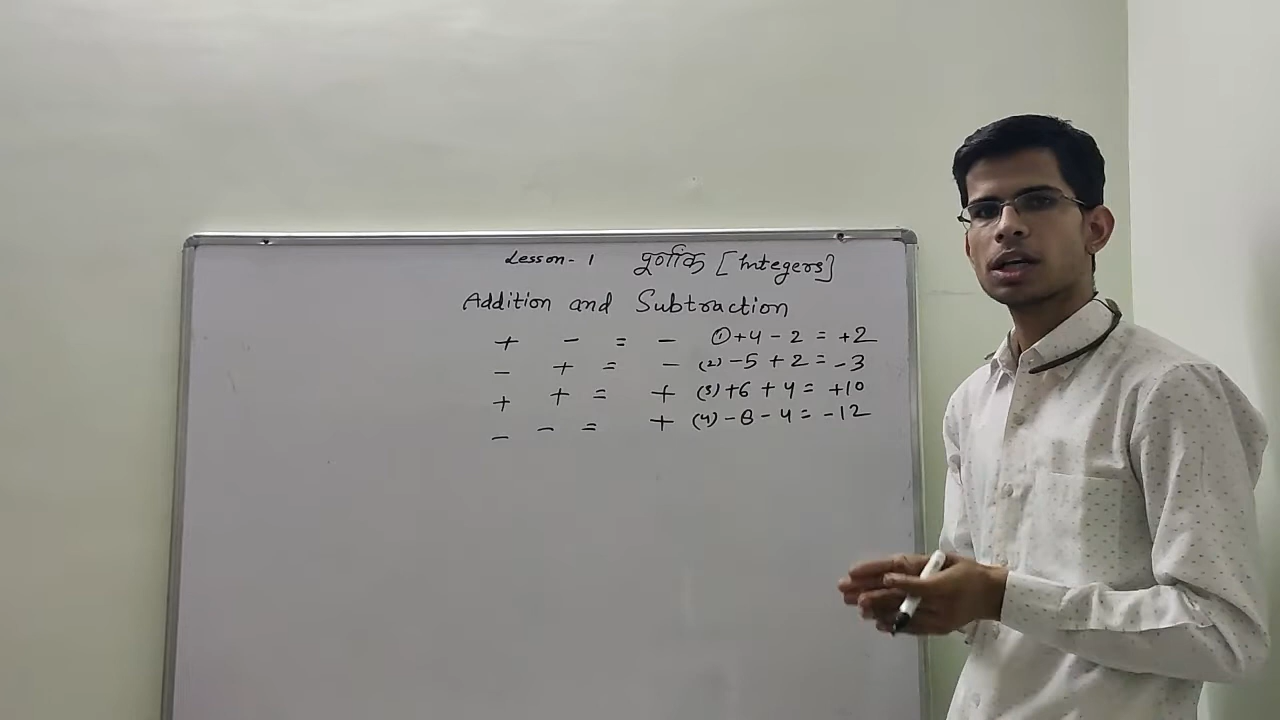 Lesson - 1 पूर्णांक [Integers]
Addition and Subtraction
+ - = - ① +4 - 2 = +2
- + = - (2) -5 + 2 = -3
+ + = + (3) +6 + 4 = +10
- - = + (4) -8 - 4 = -12